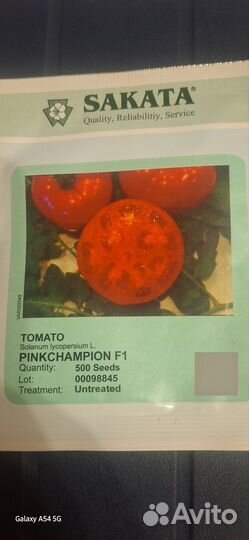 SAKATA®
Quality, Reliabilitiy, Service
TOMATO
Solanum lycopersium L.
PINKCHAMPION F1
Quantity: 500 Seeds
Lot: 00098845
Treatment: Untreated
Galaxy A54 5G
Avito